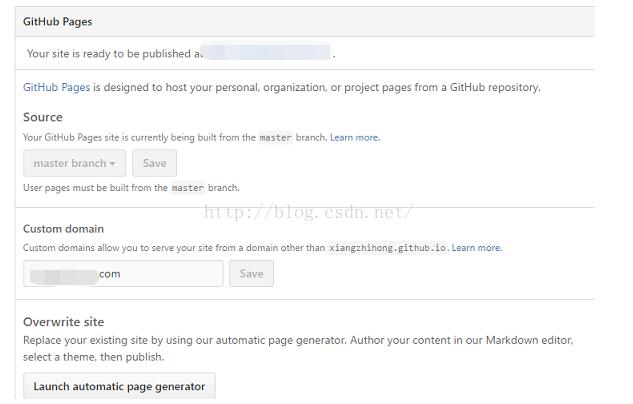 GitHub Pages
Your site is ready to be published a
.
GitHub Pages is designed to host your personal, organization, or project pages from a GitHub repository.
Source
Your GitHub Pages site is currently being built from the master branch. Learn more.
master branch Save
User pages must be built from the master branch.
http://blog.csdn.net/
Custom domain
Custom domains allow you to serve your site from a domain other than xiangzhihong.github.io. Learn more.
.com Save
Overwrite site
Replace your existing site by using our automatic page generator. Author your content in our Markdown editor,
select a theme, then publish.
Launch automatic page generator